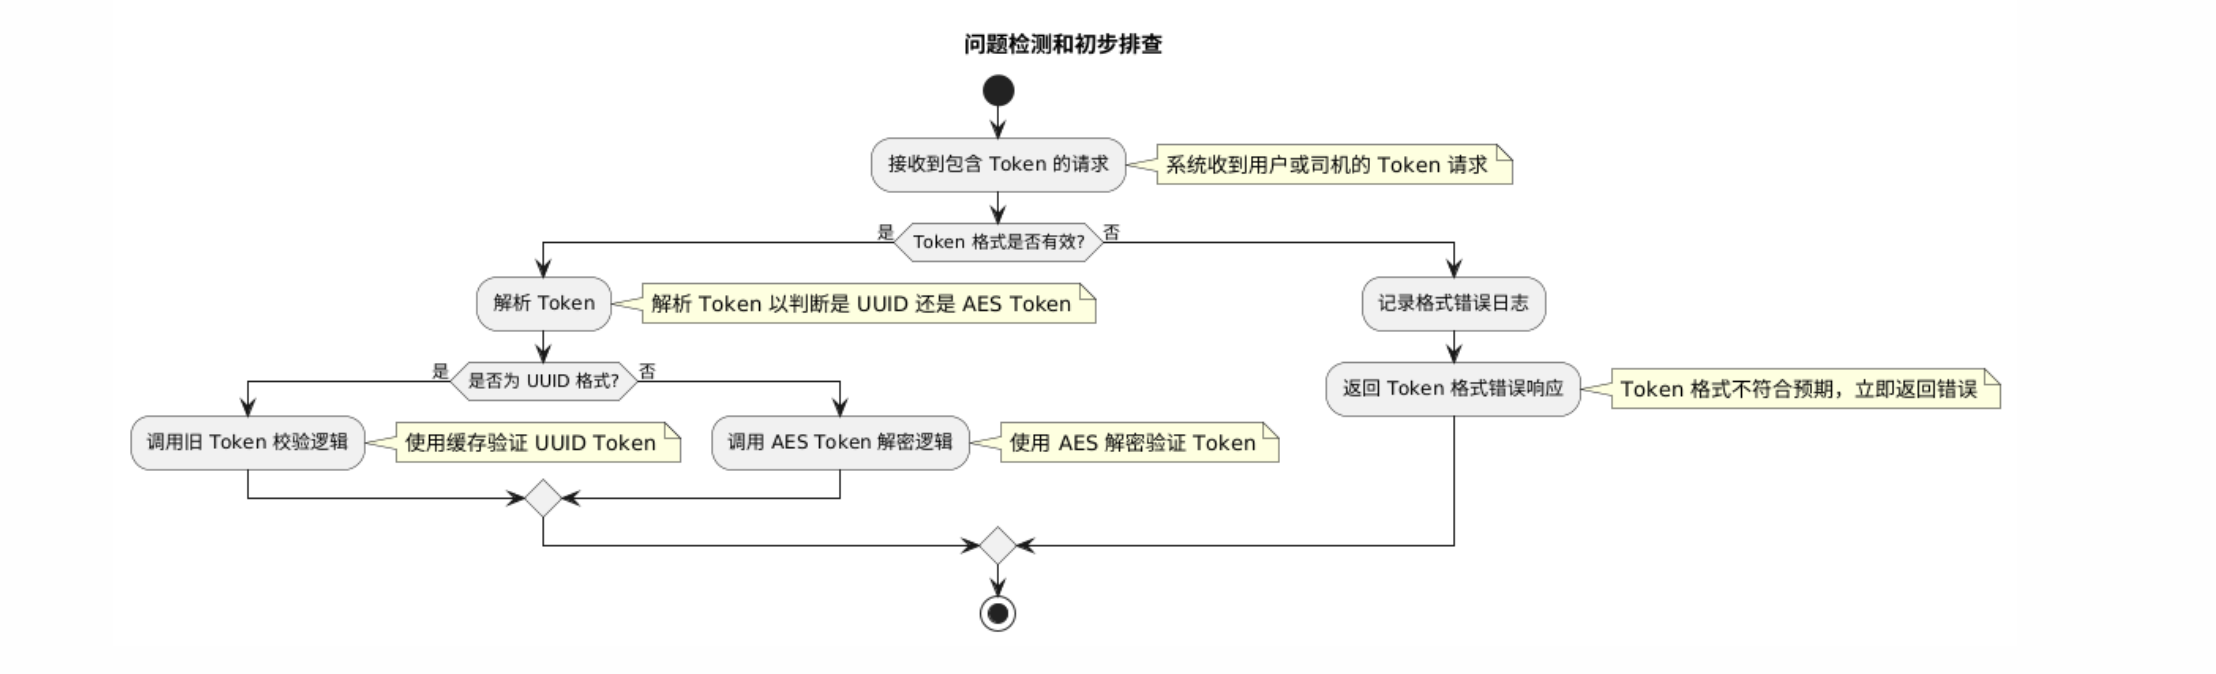 问题检测和初步排查
接收到包含 Token 的请求
系统收到用户或司机的 Token 请求
是
Token 格式是否有效?
否
解析 Token
解析 Token 以判断是 UUID 还是 AES Token
记录格式错误日志
是
是否为 UUID 格式?
否
返回 Token 格式错误响应
Token 格式不符合预期，立即返回错误
调用旧 Token 校验逻辑
使用缓存验证 UUID Token
调用 AES Token 解密逻辑
使用 AES 解密验证 Token